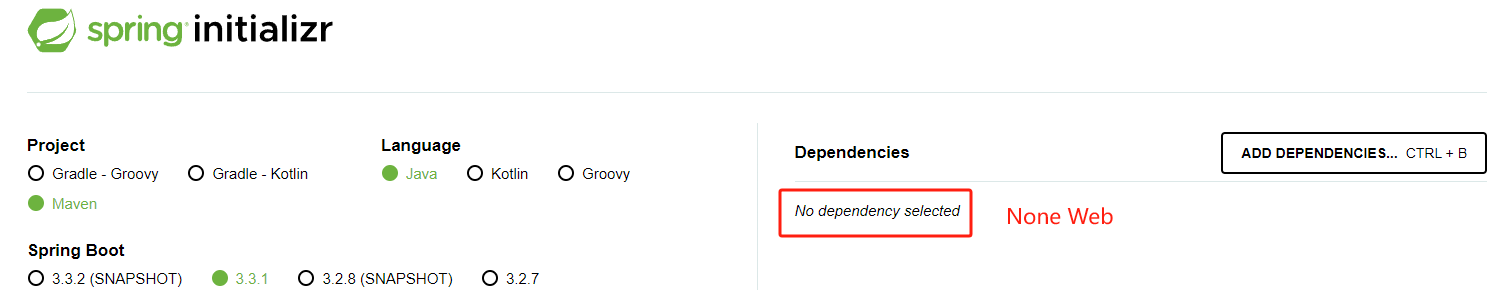 spring initializr
Project
Gradle - Groovy
Gradle - Kotlin
Maven
Language
Java
Kotlin
Groovy
Spring Boot
3.3.2 (SNAPSHOT)
3.3.1
3.2.8 (SNAPSHOT)
3.2.7
Dependencies
ADD DEPENDENCIES... CTRL + B
No dependency selected
None Web